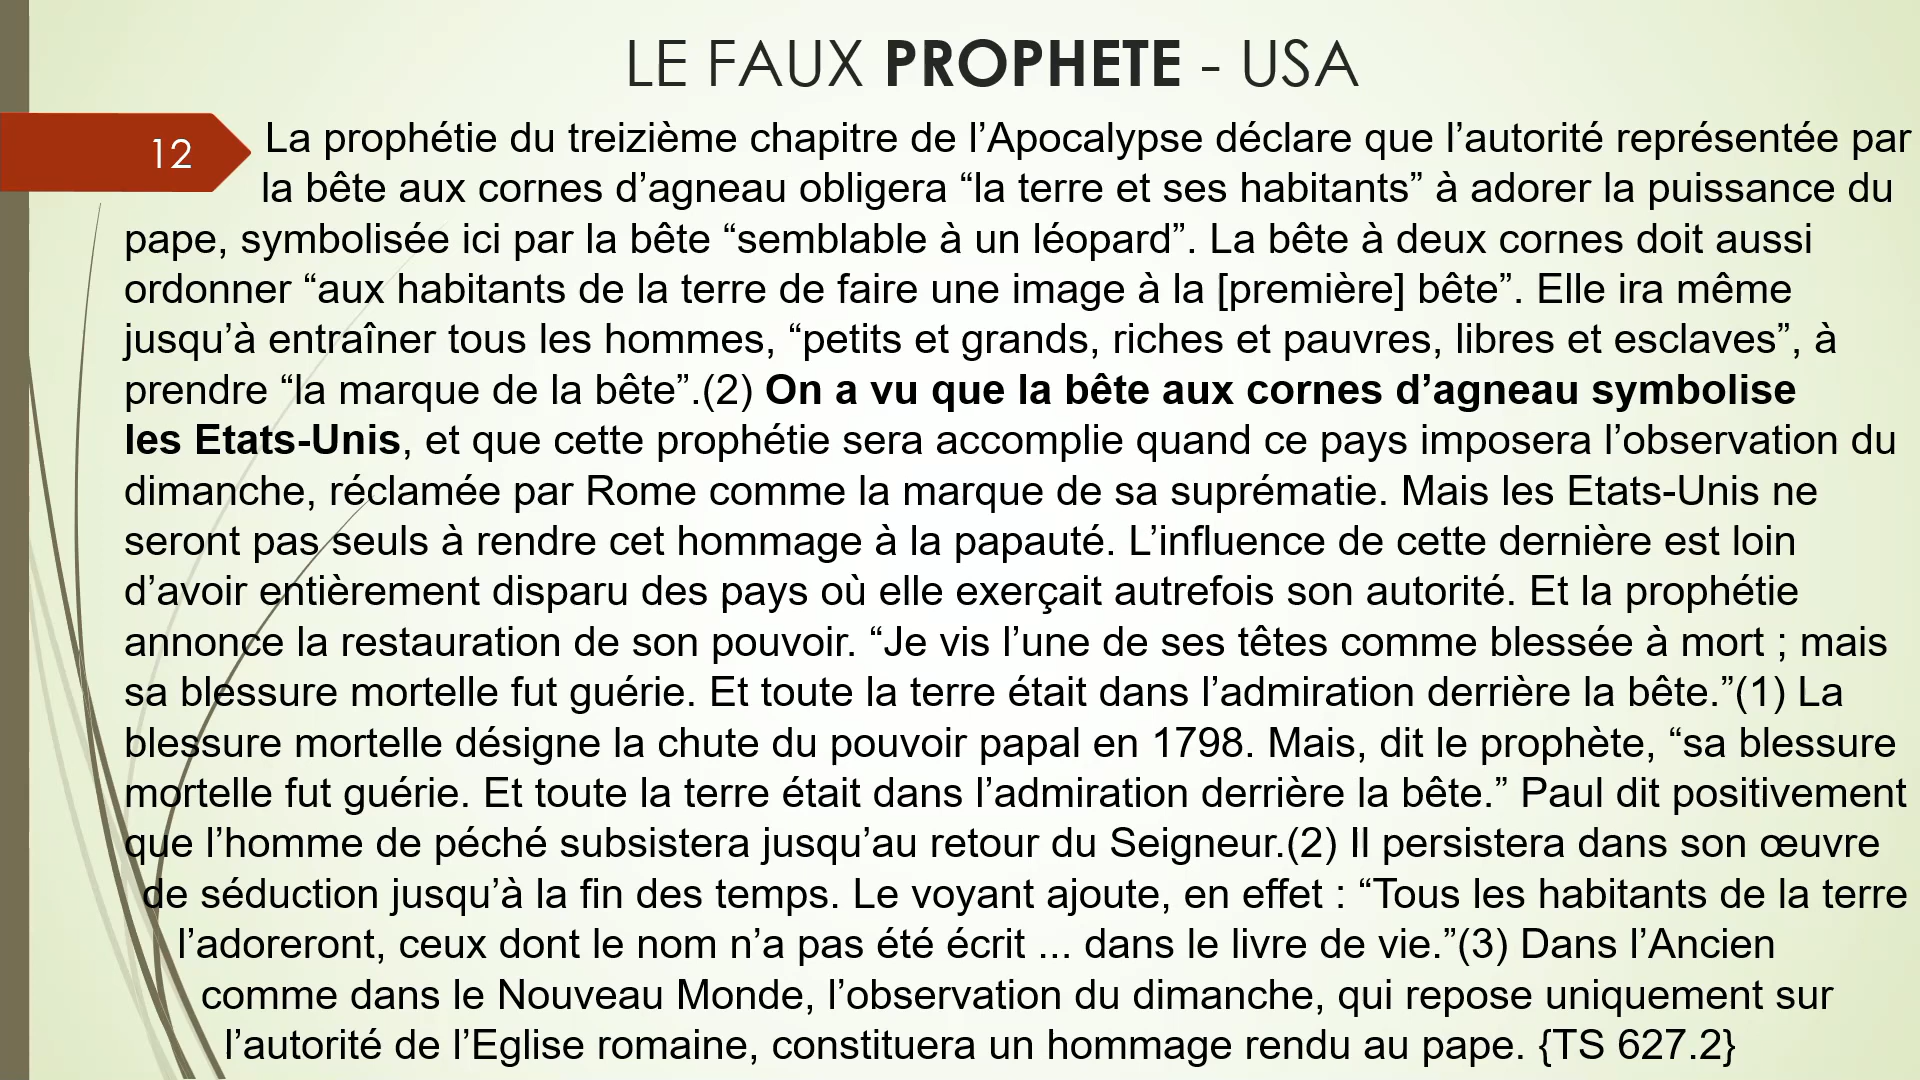 LE FAUX PROPHETE - USA
12
La prophétie du treizième chapitre de l’Apocalypse déclare que l’autorité représentée par
la bête aux cornes d’agneau obligera “la terre et ses habitants” à adorer la puissance du
pape, symbolisée ici par la bête “semblable à un léopard”. La bête à deux cornes doit aussi
ordonner “aux habitants de la terre de faire une image à la [première] bête”. Elle ira même
jusqu’à entraîner tous les hommes, “petits et grands, riches et pauvres, libres et esclaves”, à
prendre “la marque de la bête”.(2) On a vu que la bête aux cornes d’agneau symbolise
les Etats-Unis, et que cette prophétie sera accomplie quand ce pays imposera l’observation du
dimanche, réclamée par Rome comme la marque de sa suprématie. Mais les Etats-Unis ne
seront pas seuls à rendre cet hommage à la papauté. L’influence de cette dernière est loin
d’avoir entièrement disparu des pays où elle exerçait autrefois son autorité. Et la prophétie
annonce la restauration de son pouvoir. “Je vis l’une de ses têtes comme blessée à mort ; mais
sa blessure mortelle fut guérie. Et toute la terre était dans l’admiration derrière la bête.”(1) La
blessure mortelle désigne la chute du pouvoir papal en 1798. Mais, dit le prophète, “sa blessure
mortelle fut guérie. Et toute la terre était dans l’admiration derrière la bête.” Paul dit positivement
que l’homme de péché subsistera jusqu’au retour du Seigneur.(2) Il persistera dans son œuvre
de séduction jusqu’à la fin des temps. Le voyant ajoute, en effet : “Tous les habitants de la terre
l’adoreront, ceux dont le nom n’a pas été écrit ... dans le livre de vie.”(3) Dans l’Ancien
comme dans le Nouveau Monde, l’observation du dimanche, qui repose uniquement sur
l’autorité de l’Eglise romaine, constituera un hommage rendu au pape. {TS 627.2}